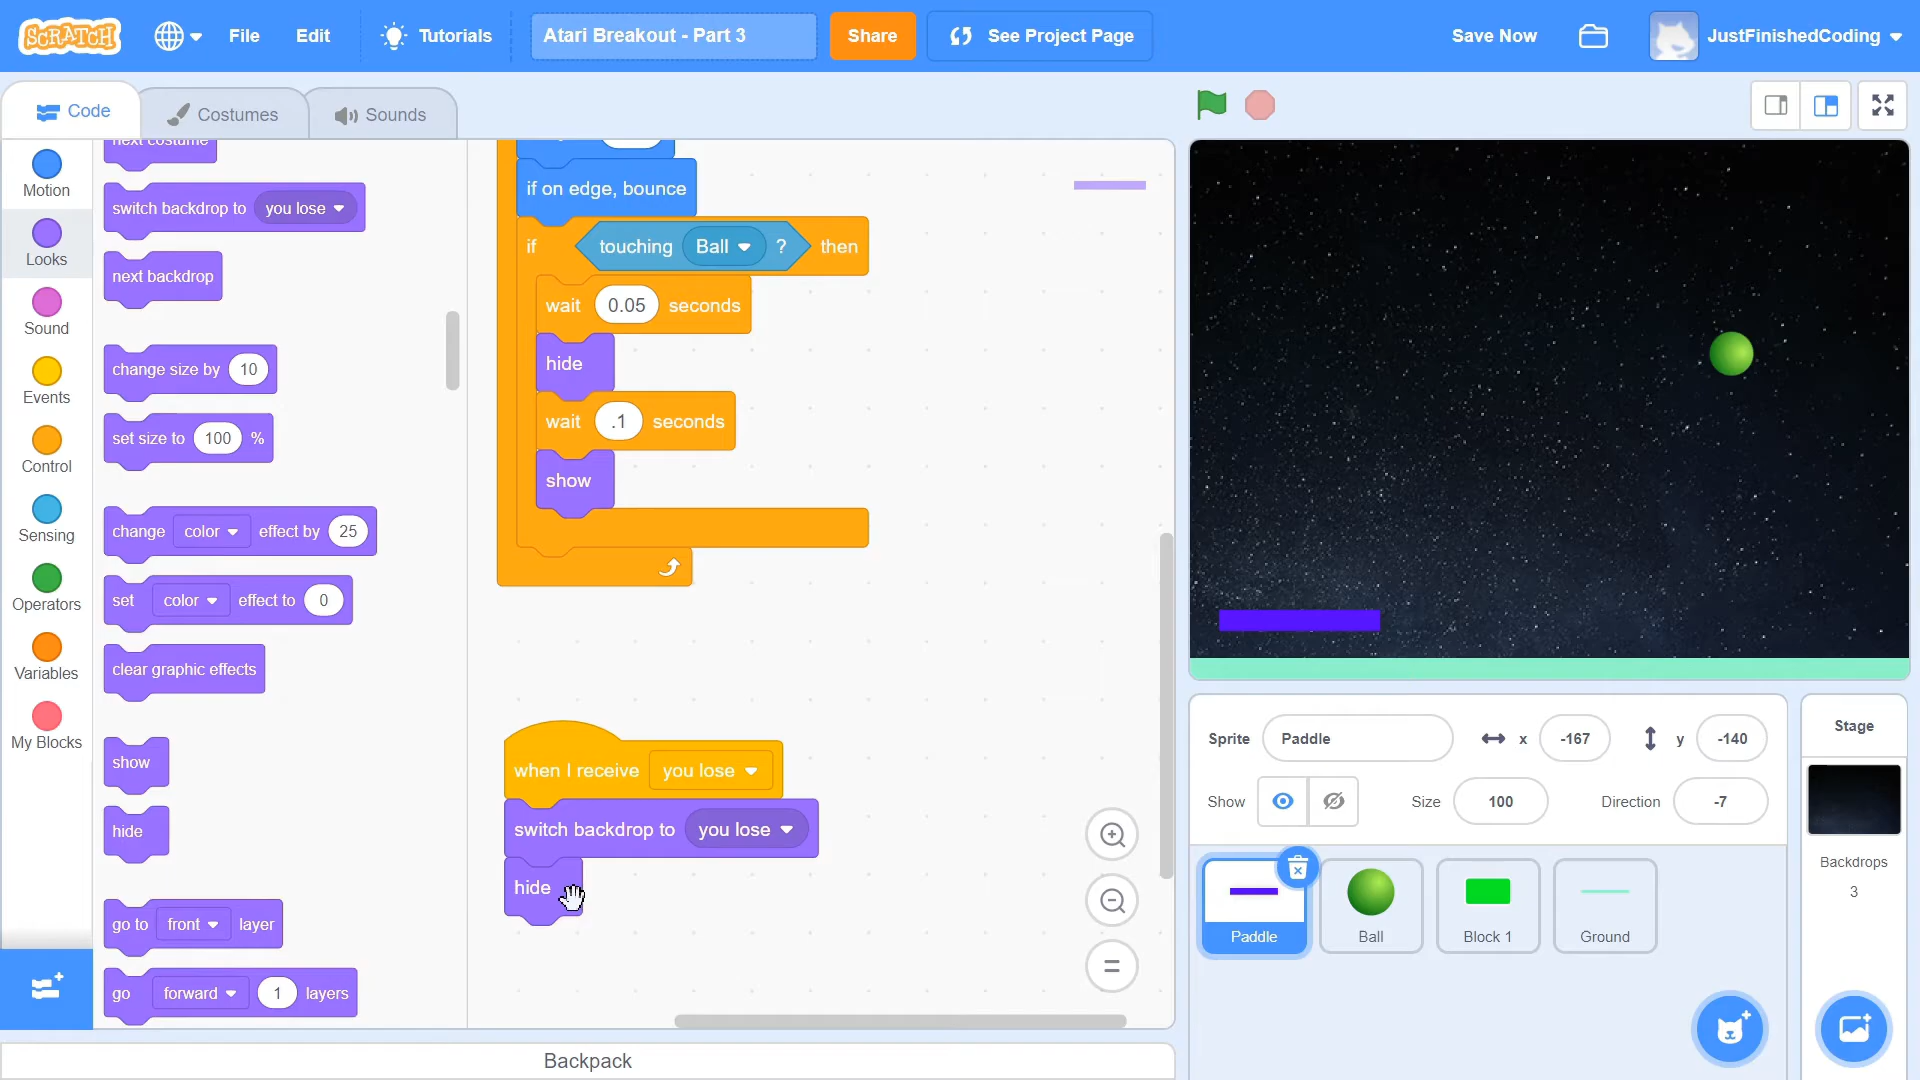 SCRATCH File Edit Tutorials Atari Breakout - Part 3 Share See Project Page Save Now JustFinishedCoding
Code Costumes Sounds
Motion
Looks
Sound
Events
Control
Sensing
Operators
Variables
My Blocks
next costume
switch backdrop to you lose
next backdrop
change size by 10
set size to 100 %
change color effect by 25
set color effect to 0
clear graphic effects
show
hide
go to front layer
go forward 1 layers
if on edge, bounce
if touching Ball ? then
wait 0.05 seconds
hide
wait .1 seconds
show
when I receive you lose
switch backdrop to you lose
hide
Sprite Paddle x -167 y -140
Show Size 100 Direction -7
Paddle Ball Block 1 Ground
Stage
Backdrops
3
Backpack